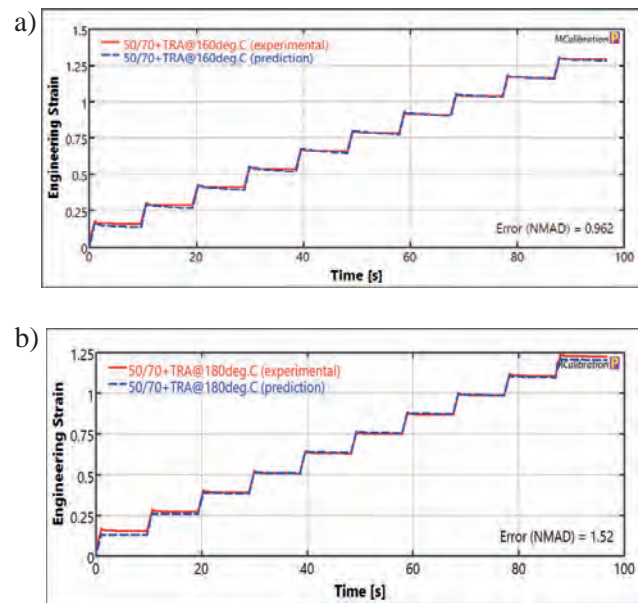 a)
1.5
50/70+TRA@160deg.C (experimental)
50/70+TRA@160deg.C (prediction)
MCalibration
1.25
1
0.75
0.5
0.25
0
Engineering Strain
Error (NMAD) = 0.962
0 20 40 60 80 100
Time [s]
b)
1.25
50/70+TRA@180deg.C (experimental)
50/70+TRA@180deg.C (prediction)
MCalibration
1
0.75
0.5
0.25
0
Engineering Strain
Error (NMAD) = 1.52
0 20 40 60 80 100
Time [s]